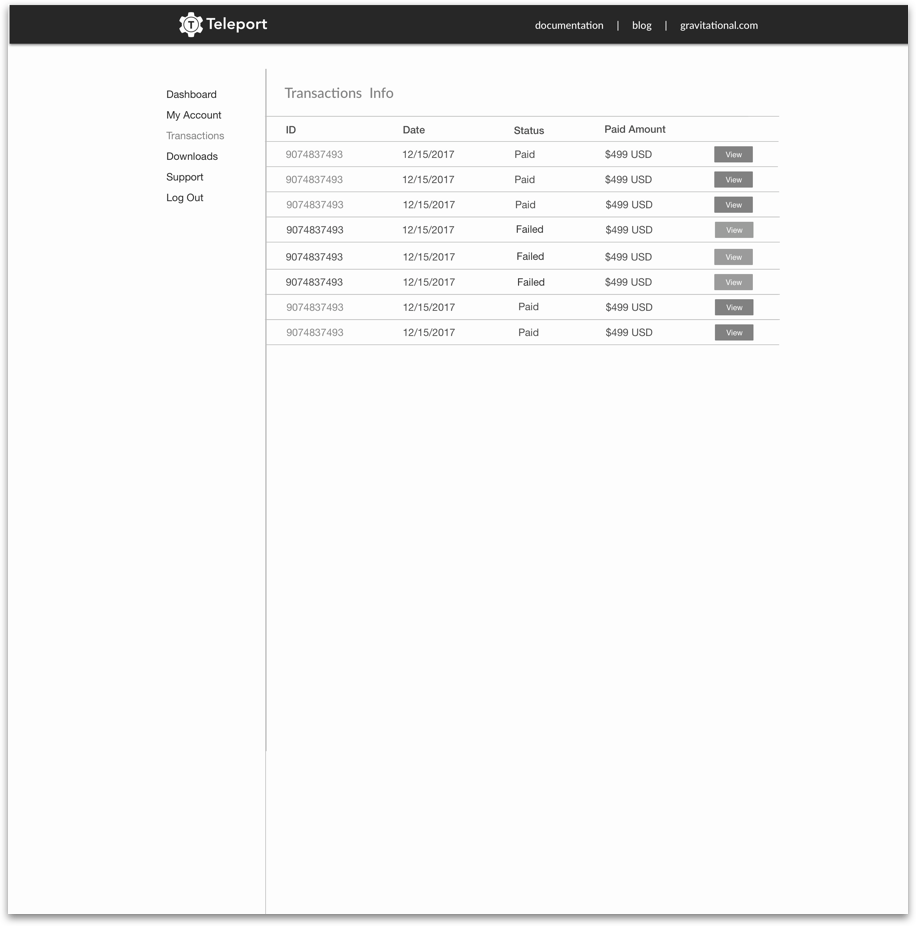 Teleport documentation | blog | gravitational.com
Dashboard
My Account
Transactions
Downloads
Support
Log Out
Transactions Info
ID Date Status Paid Amount
9074837493 12/15/2017 Paid $499 USD View
9074837493 12/15/2017 Paid $499 USD View
9074837493 12/15/2017 Paid $499 USD View
9074837493 12/15/2017 Failed $499 USD View
9074837493 12/15/2017 Failed $499 USD View
9074837493 12/15/2017 Failed $499 USD View
9074837493 12/15/2017 Paid $499 USD View
9074837493 12/15/2017 Paid $499 USD View